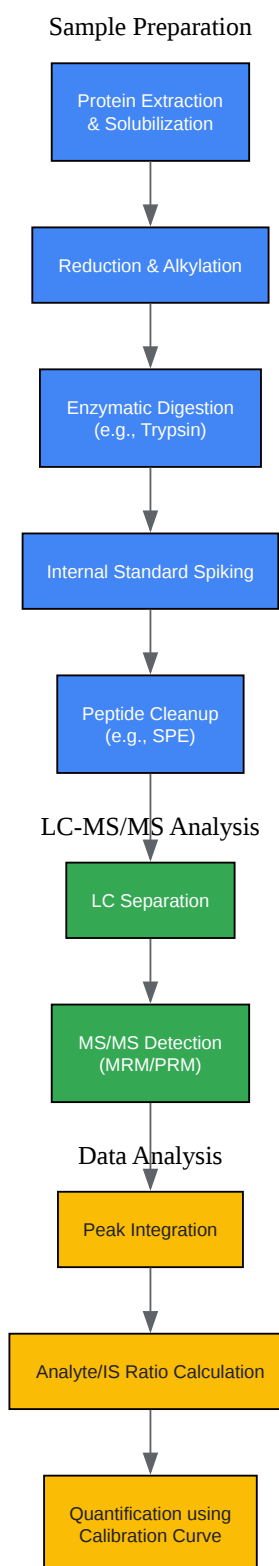 Sample Preparation
Protein Extraction
& Solubilization
Reduction & Alkylation
Enzymatic Digestion
(e.g., Trypsin)
Internal Standard Spiking
Peptide Cleanup
(e.g., SPE)
LC-MS/MS Analysis
LC Separation
MS/MS Detection
(MRM/PRM)
Data Analysis
Peak Integration
Analyte/IS Ratio Calculation
Quantification using
Calibration Curve